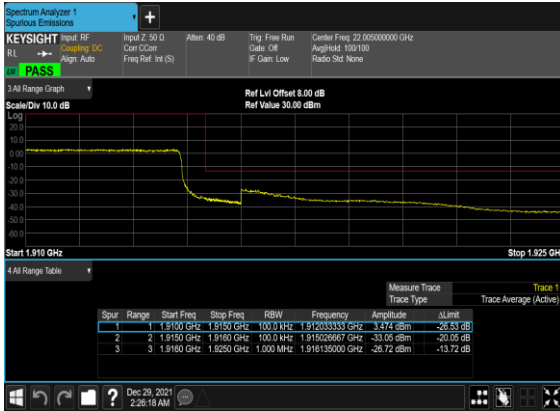 Spectrum Analyzer 1
Spurious Emissions
KEYSIGHT Input: RF Input Z: 50 Ω Atten: 40 dB Trig: Free Run Center Freq: 22.005000000 GHz
RL Coupling: DC Corr CCorr Gate: Off Avg|Hold: 100/100
Align: Auto Freq Ref: Int (S) IF Gain: Low Radio Std: None
PASS
3 All Range Graph
Ref Lvl Offset 8.00 dB
Scale/Div 10.0 dB Ref Value 30.00 dBm
Log
20.0
10.0
0.00
-10.0
-20.0
-30.0
-40.0
-50.0
-60.0
Start 1.910 GHz Stop 1.925 GH
4 All Range Table
Measure Trace Trace 1
Trace Type Trace Average (Active)
Spur Range Start Freq Stop Freq RBW Frequency Amplitude ΔLimit
1 1 1.9100 GHz 1.9150 GHz 100.0 kHz 1.912033333 GHz 3.474 dBm -26.53 dB
2 2 1.9150 GHz 1.9160 GHz 100.0 kHz 1.915026667 GHz -33.05 dBm -20.05 dB
3 3 1.9160 GHz 1.9250 GHz 1.000 MHz 1.916135000 GHz -26.72 dBm -13.72 dB
Dec 29, 2021
2:26:18 AM